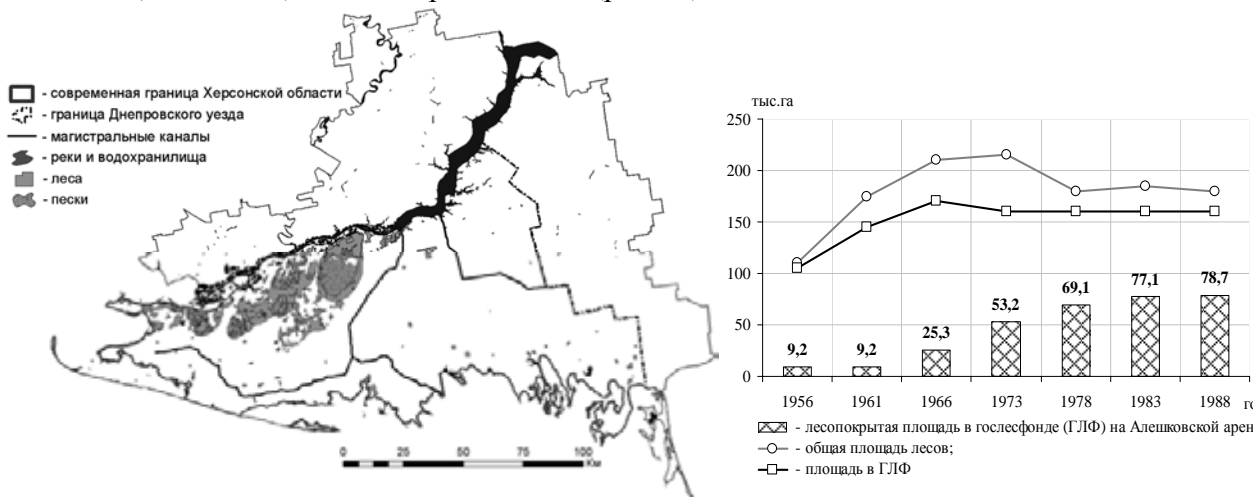 - современная граница Херсонской области
- граница Днепровского уезда
- магистральные каналы
- реки и водохранилища
- леса
- пески
0 25 50 75 100
Км
тыс.га
250
200
150
100
50
0
9,2 9,2 25,3 53,2 69,1 77,1 78,7
1956 1961 1966 1973 1978 1983 1988 го
- лесопокрытая площадь в гослесфонде (ГЛФ) на Алешковской арен
- общая площадь лесов;
- площадь в ГЛФ